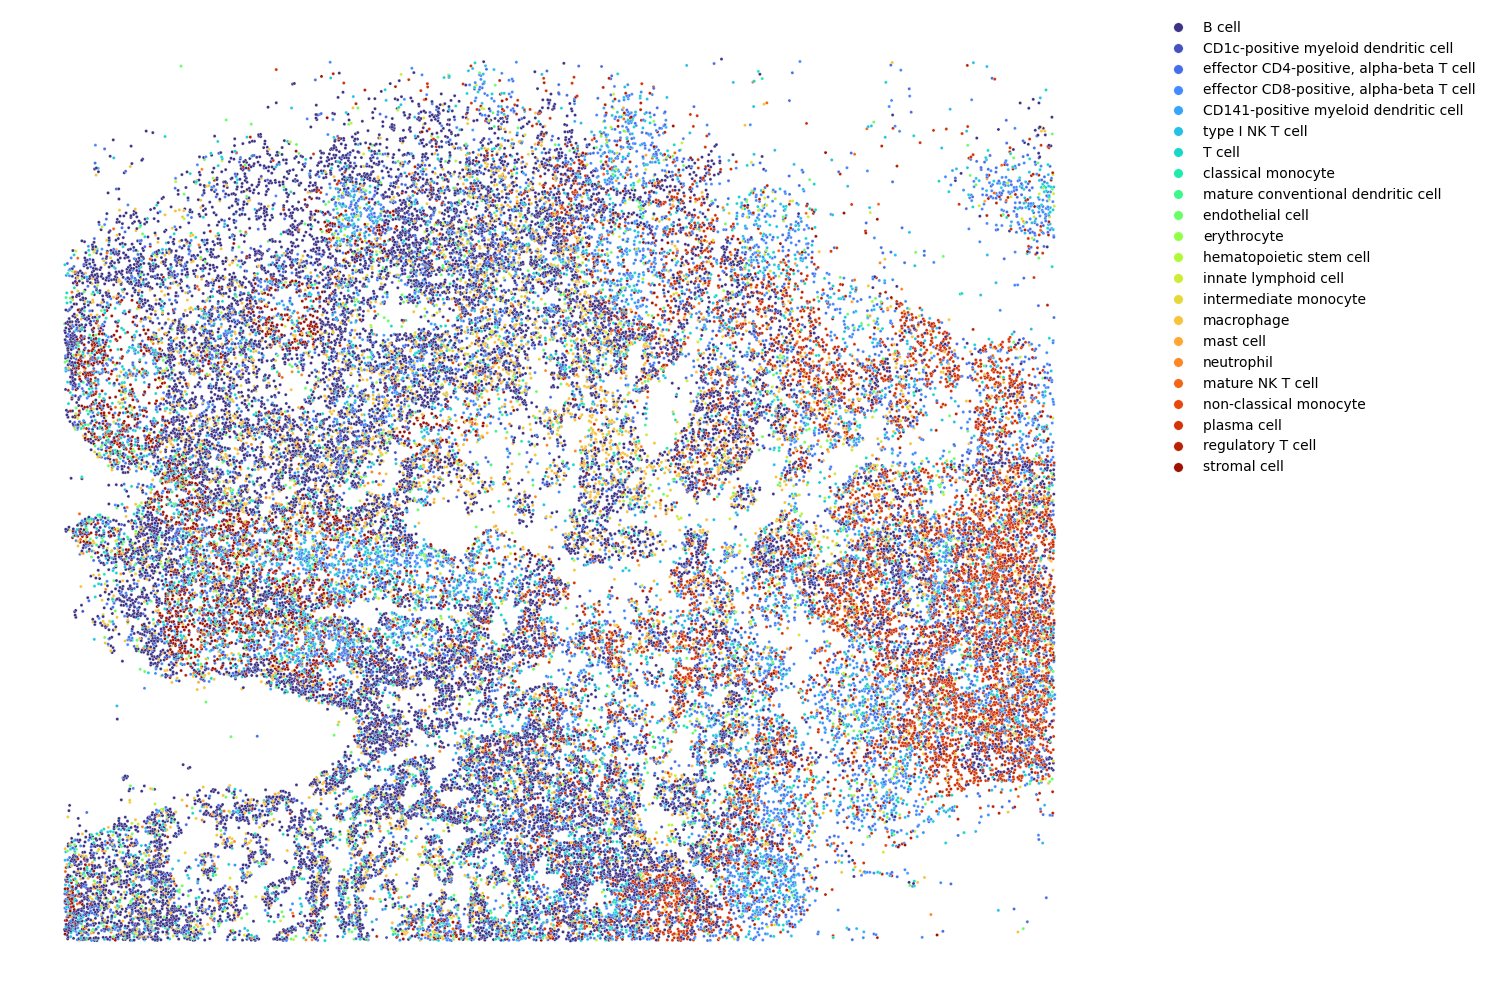 B cell
CD1c-positive myeloid dendritic cell
effector CD4-positive, alpha-beta T cell
effector CD8-positive, alpha-beta T cell
CD141-positive myeloid dendritic cell
type I NK T cell
T cell
classical monocyte
mature conventional dendritic cell
endothelial cell
erythrocyte
hematopoietic stem cell
innate lymphoid cell
intermediate monocyte
macrophage
mast cell
neutrophil
mature NK T cell
non-classical monocyte
plasma cell
regulatory T cell
stromal cell